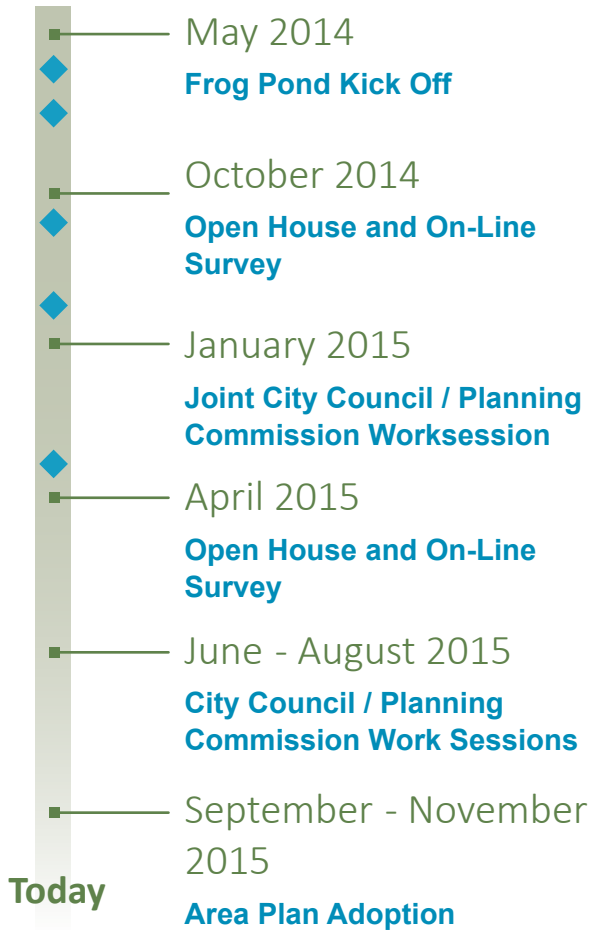 May 2014
Frog Pond Kick Off
October 2014
Open House and On-Line
Survey
January 2015
Joint City Council / Planning
Commission Worksession
April 2015
Open House and On-Line
Survey
June - August 2015
City Council / Planning
Commission Work Sessions
September - November
2015
Today
Area Plan Adoption